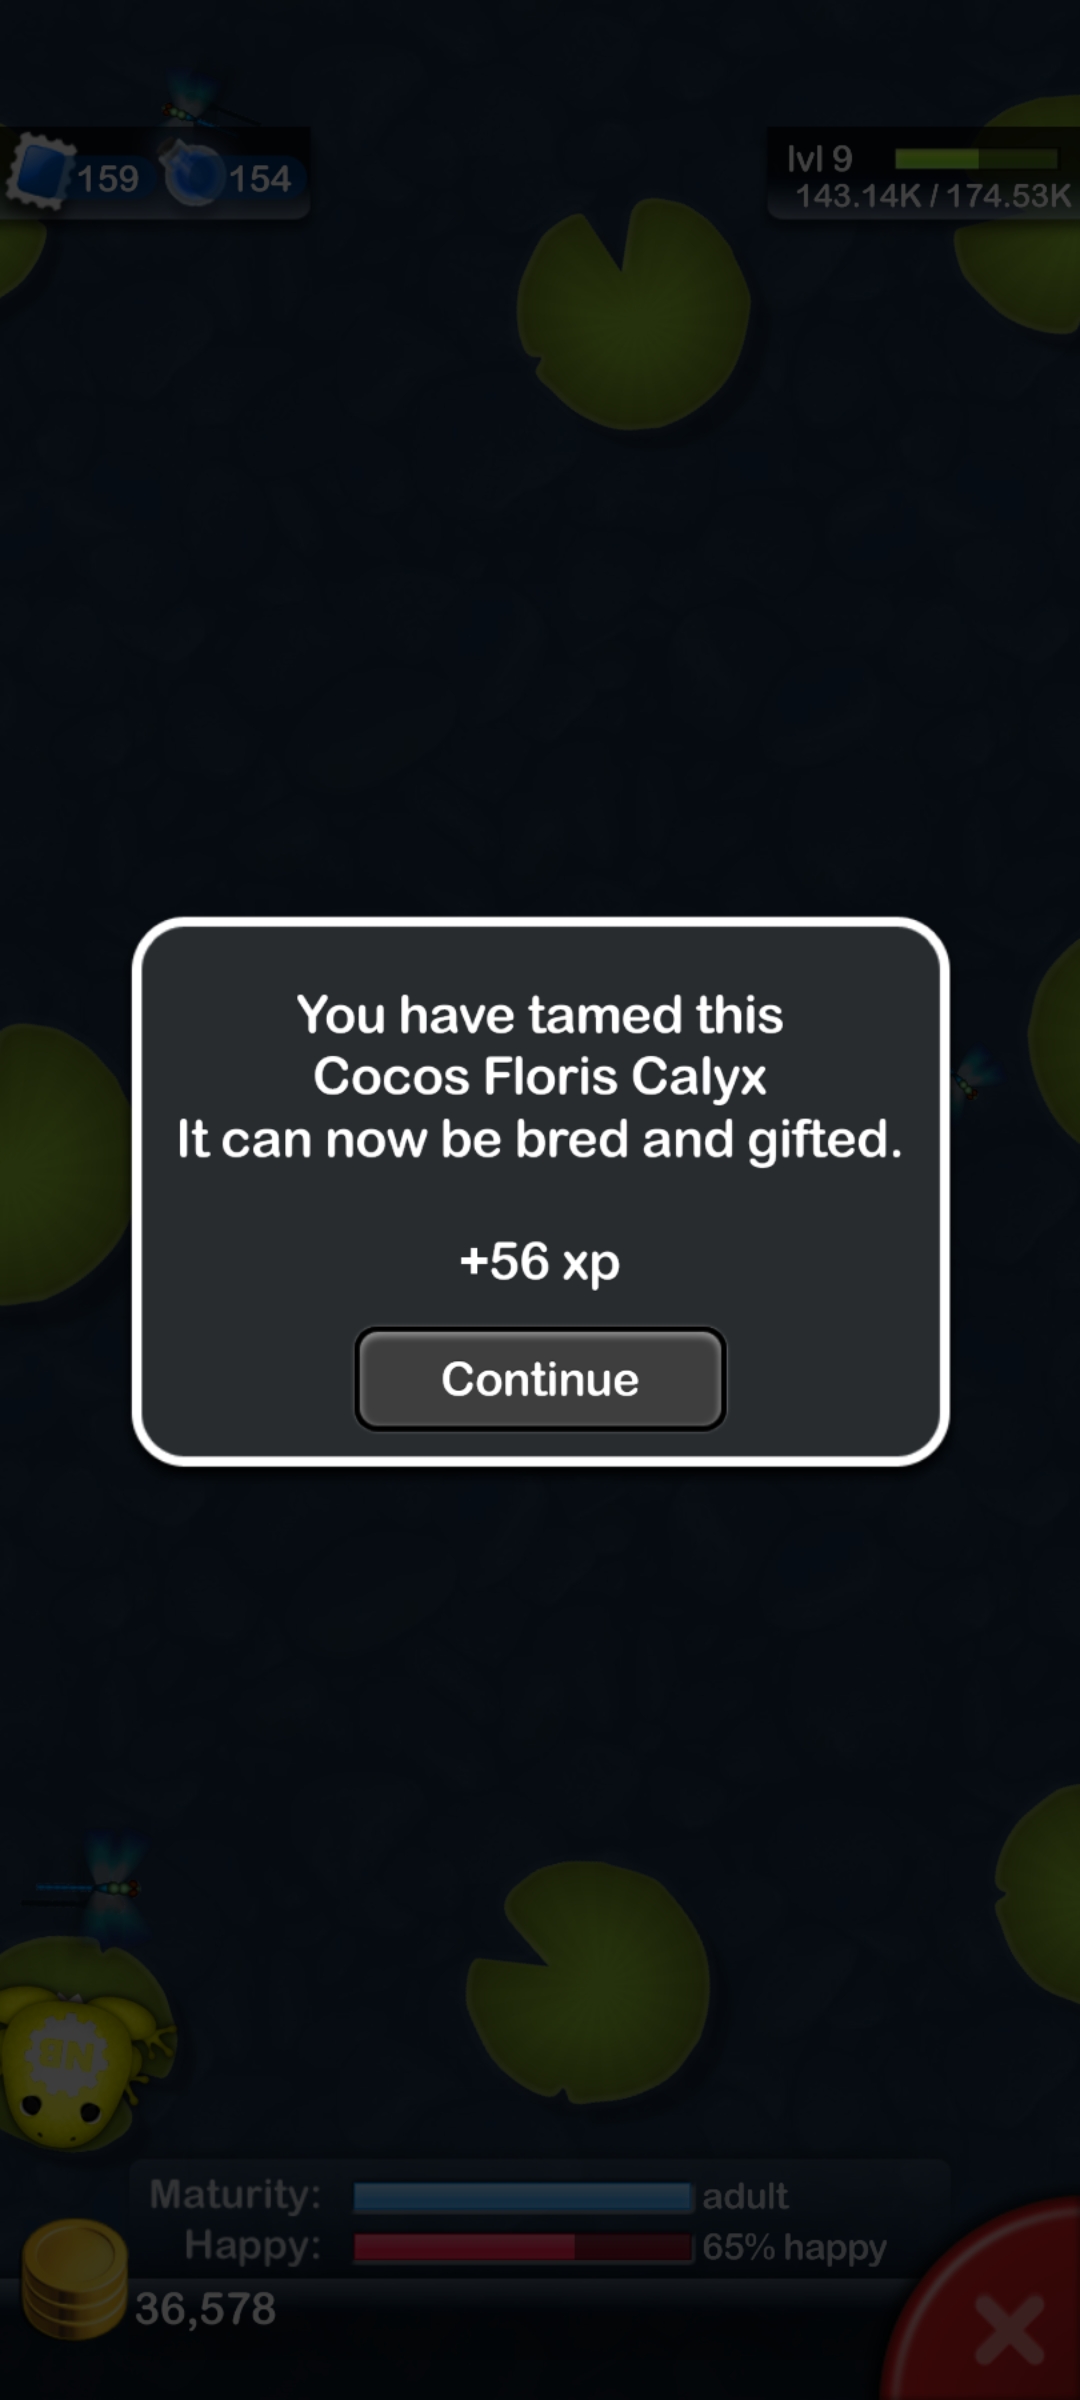 159
154
lvl 9
143.14K / 174.53K
You have tamed this
Cocos Floris Calyx
It can now be bred and gifted.
+56 xp
Continue
NB
Maturity:
adult
Happy:
65% happy
36,578